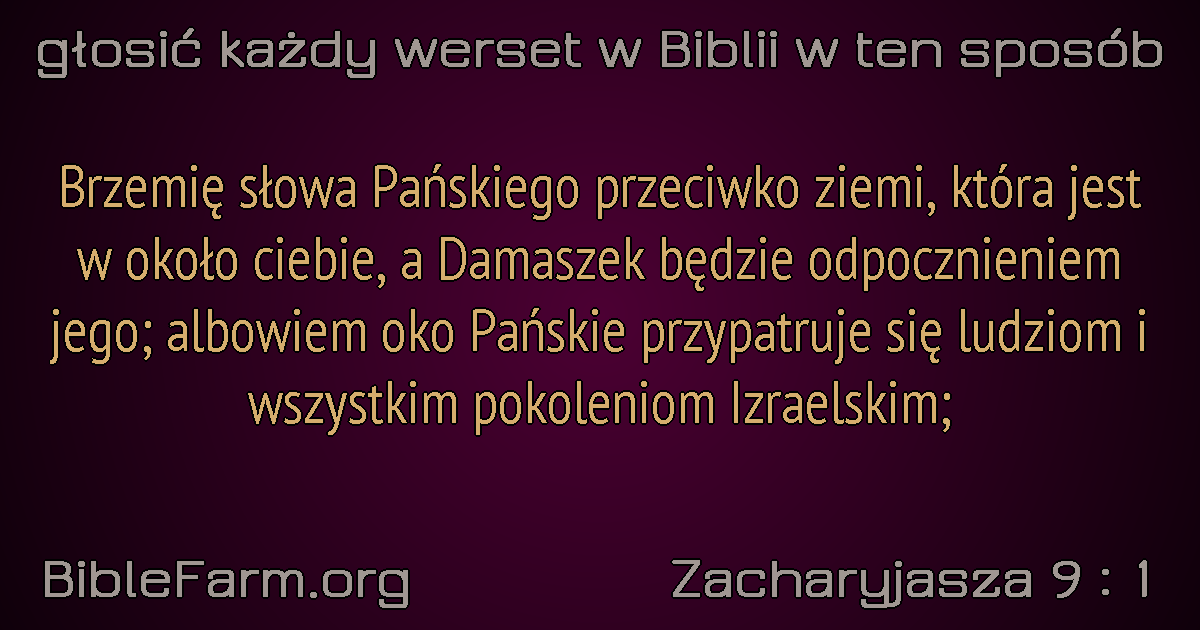 głosić każdy werset w Biblii w ten sposób
Brzemię słowa Pańskiego przeciwko ziemi, która jest
w około ciebie, a Damaszek będzie odpocznieniem
jego; albowiem oko Pańskie przypatruje się ludziom i
wszystkim pokoleniom Izraelskim;
BibleFarm.org
Zacharyjasza 9 : 1